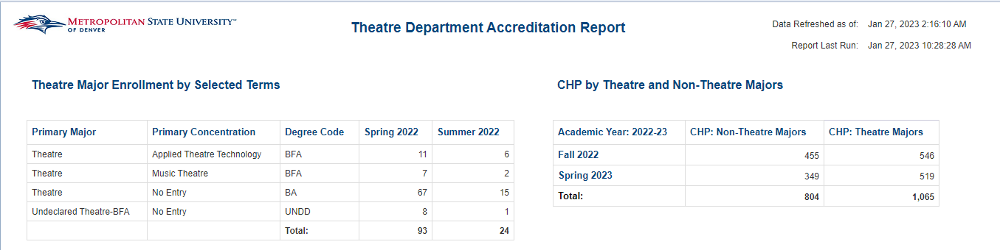 METROPOLITAN STATE UNIVERSITY™
OF DENVER
Theatre Department Accreditation Report
Data Refreshed as of: Jan 27, 2023 2:16:10 AM
Report Last Run: Jan 27, 2023 10:28:28 AM
Theatre Major Enrollment by Selected Terms
Primary Major Primary Concentration Degree Code Spring 2022 Summer 2022
Theatre Applied Theatre Technology BFA 11 6
Theatre Music Theatre BFA 7 2
Theatre No Entry BA 67 15
Undeclared Theatre-BFA No Entry UNDD 8 1
Total: 93 24
CHP by Theatre and Non-Theatre Majors
Academic Year: 2022-23 CHP: Non-Theatre Majors CHP: Theatre Majors
Fall 2022 455 546
Spring 2023 349 519
Total: 804 1,065